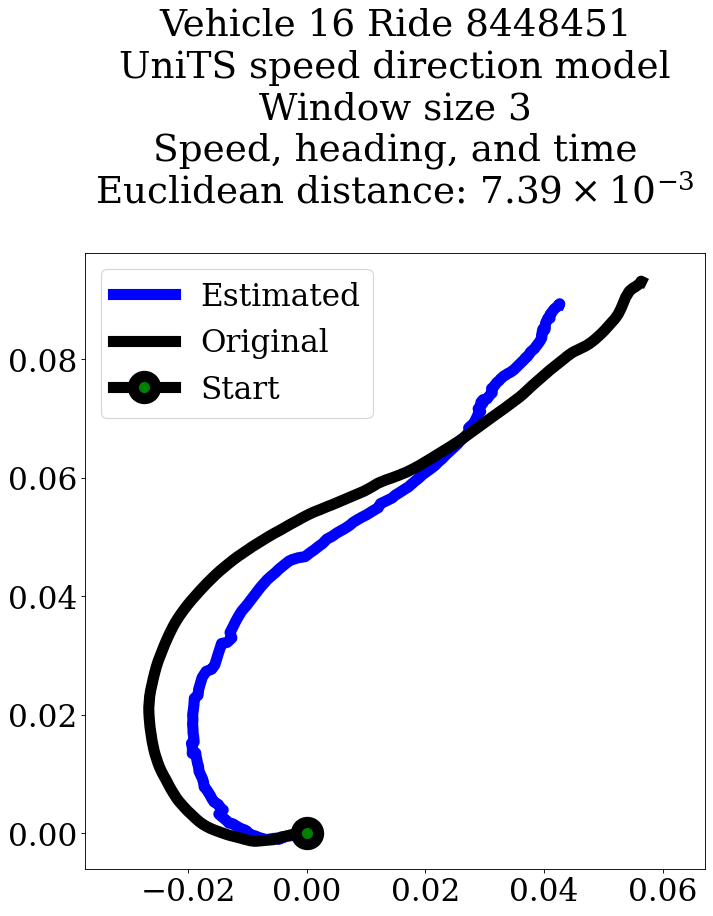 Vehicle 16 Ride 8448451
UniTS speed direction model
Window size 3
Speed, heading, and time
Euclidean distance: 7.39 × 10⁻³
Estimated
Original
Start
0.08
0.06
0.04
0.02
0.00
−0.02 0.00 0.02 0.04 0.06